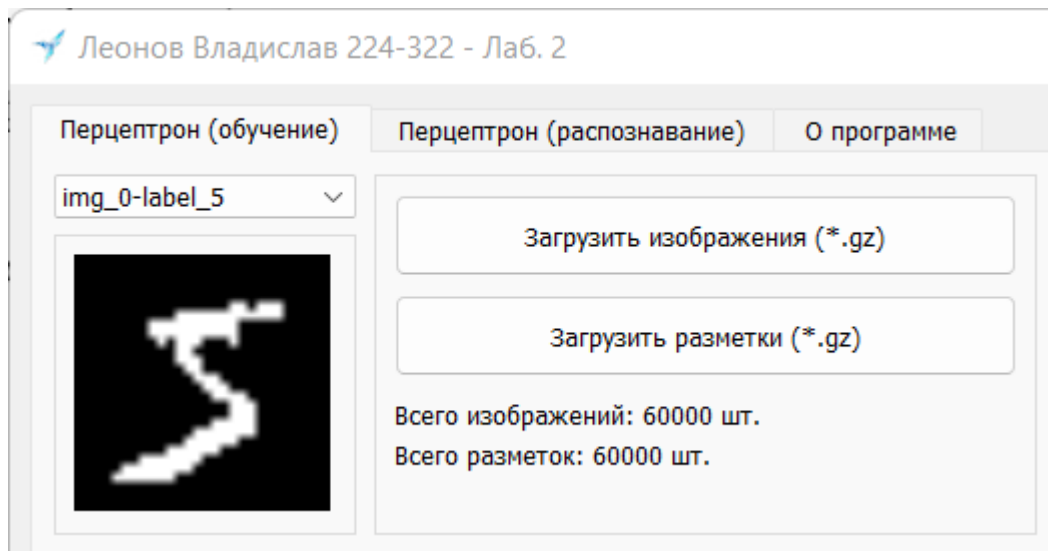 Леонов Владислав 224-322 - Лаб. 2
Перцептрон (обучение) Перцептрон (распознавание) О программе
img_0-label_5
Загрузить изображения (*.gz)
Загрузить разметки (*.gz)
5
Всего изображений: 60000 шт.
Всего разметок: 60000 шт.